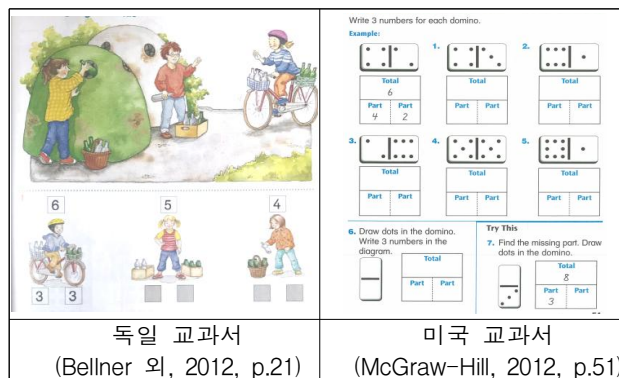 6 5 4
3 3
독일 교과서
(Bellner 외, 2012, p.21)
Write 3 numbers for each domino.
Example:
1. 2.
Total Total Total
6
Part Part Part Part Part Part
4 2
3. 4. 5.
Total Total Total
Part Part Part Part Part Part
6. Draw dots in the domino.
Write 3 numbers in the
diagram.
Total
Part Part
Try This
7. Find the missing part. Draw
dots in the domino.
Total
8
Part Part
3
미국 교과서
(McGraw-Hill, 2012, p.51)